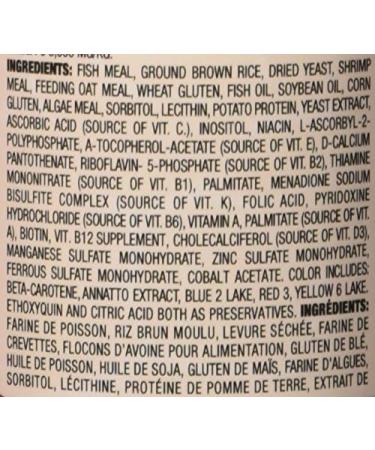 INGREDIENTS: FISH MEAL, GROUND BROWN RICE, DRIED YEAST, SHRIMP
MEAL, FEEDING OAT MEAL, WHEAT GLUTEN, FISH OIL, SOYBEAN OIL, CORN
GLUTEN, ALGAE MEAL, SORBITOL, LECITHIN, POTATO PROTEIN, YEAST EXTRACT,
ASCORBIC ACID (SOURCE OF VIT. C.), INOSITOL, NIACIN, L-ASCORBYL-2-
POLYPHOSPHATE, A-TOCOPHEROL-ACETATE (SOURCE OF VIT. E), D-CALCIUM
PANTOTHENATE, RIBOFLAVIN- 5-PHOSPHATE (SOURCE OF VIT. B2), THIAMINE
MONONITRATE (SOURCE OF VIT. B1), PALMITATE, MENADIONE SODIUM
BISULFITE COMPLEX (SOURCE OF VIT. K), FOLIC ACID, PYRIDOXINE
HYDROCHLORIDE (SOURCE OF VIT. B6), VITAMIN A, PALMITATE (SOURCE OF VIT.
A), BIOTIN, VIT. B12 SUPPLEMENT, CHOLECALCIFEROL (SOURCE OF VIT. D3),
MANGANESE SULFATE MONOHYDRATE, ZINC SULFATE MONOHYDRATE,
FERROUS SULFATE MONOHYDRATE, COBALT ACETATE. COLOR INCLUDES:
BETA-CAROTENE, ANNATTO EXTRACT, BLUE 2 LAKE, RED 3, YELLOW 6 LAKE.
ETHOXYQUIN AND CITRIC ACID BOTH AS PRESERVATIVES. INGRÉDIENTS:
FARINE DE POISSON, RIZ BRUN MOULU, LEVURE SÉCHÉE, FARINE DE
CREVETTES, FLOCONS D'AVOINE POUR ALIMENTATION, GLUTEN DE BLÉ,
HUILE DE POISSON, HUILE DE SOJA, GLUTEN DE MAÏS, FARINE D'ALGUES,
SORBITOL, LÉCITHINE, PROTÉINE DE POMME DE TERRE, EXTRAIT DE